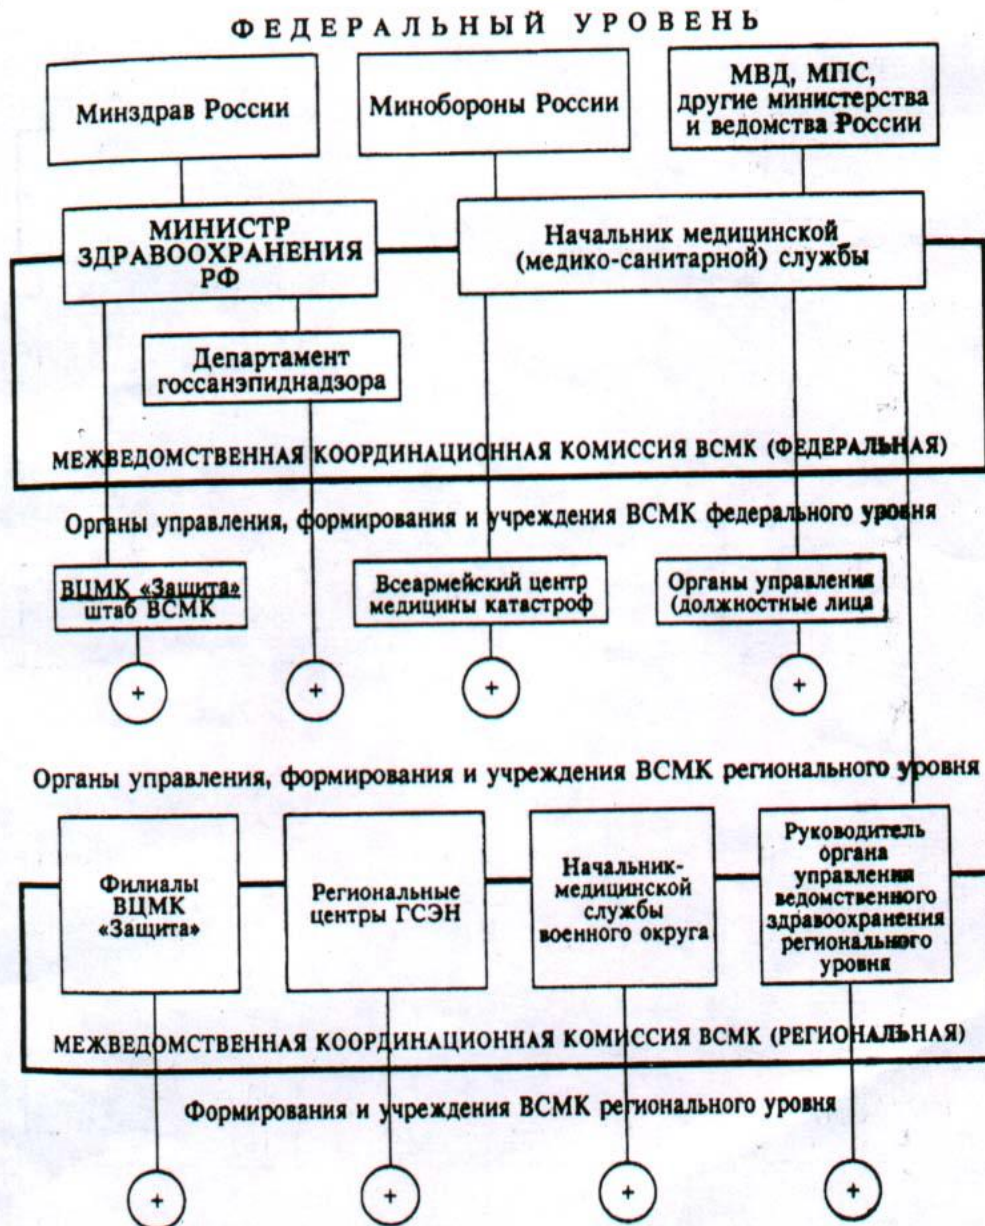 ФЕДЕРАЛЬНЫЙ УРОВЕНЬ
Минздрав России
Минобороны России
МВД, МПС,
другие министерства
и ведомства России
МИНИСТР
ЗДРАВООХРАНЕНИЯ
РФ
Начальник медицинской
(медико-санитарной) службы
Департамент
госсанэпиднадзора
МЕЖВЕДОМСТВЕННАЯ КООРДИНАЦИОННАЯ КОМИССИЯ ВСМК (ФЕДЕРАЛЬНАЯ)
Органы управления, формирования и учреждения ВСМК федерального уровня
ВЦМК «Защита»
штаб ВСМК
Всеармейский центр
медицины катастроф
Органы управления
(должностные лица
+
+
+
+
Органы управления, формирования и учреждения ВСМК регионального уровня
Филиалы
ВЦМК
«Защита»
Региональные
центры ГСЭН
Начальник-
медицинской
службы
военного округа
Руководитель
органа
управления
ведомственного
здравоохранения
регионального
уровня
МЕЖВЕДОМСТВЕННАЯ КООРДИНАЦИОННАЯ КОМИССИЯ ВСМК (РЕГИОНАЛЬНАЯ)
Формирования и учреждения ВСМК регионального уровня
+
+
+
+